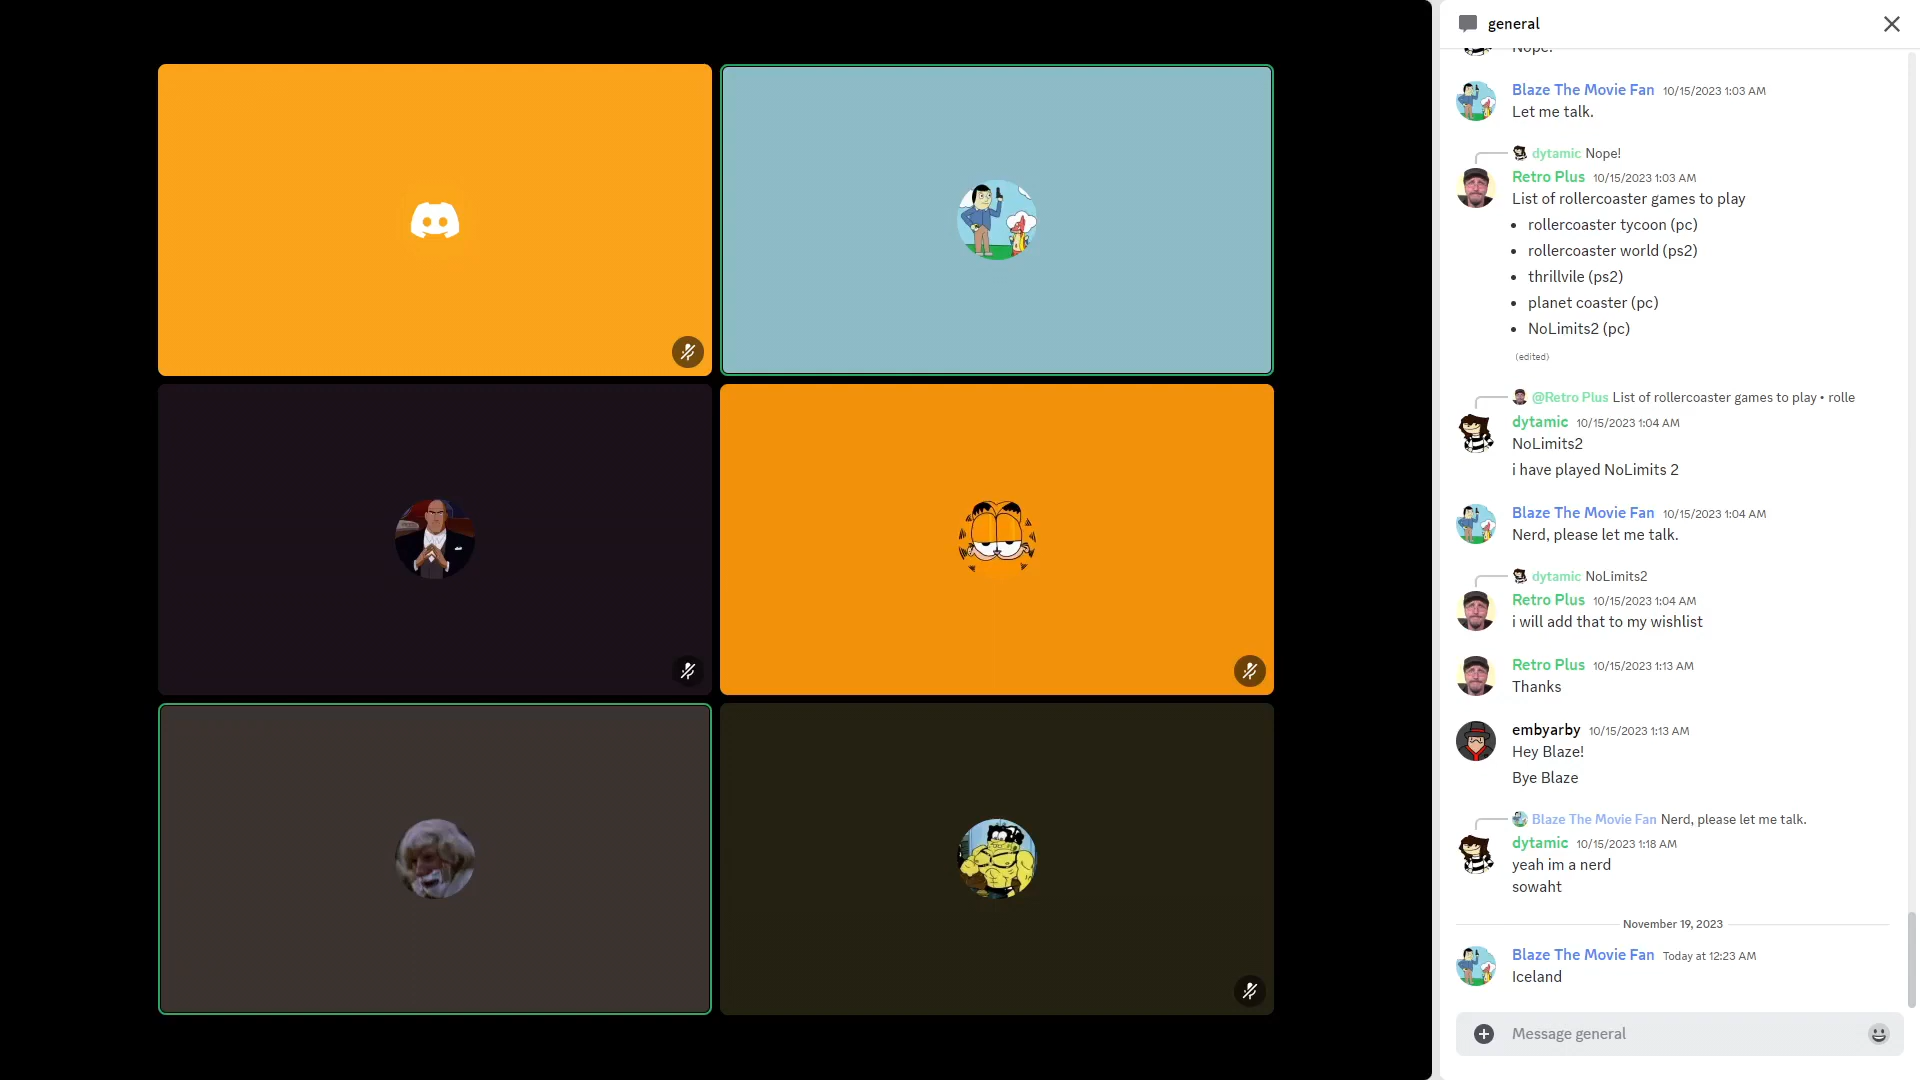 general
Nope!
Blaze The Movie Fan 10/15/2023 1:03 AM
Let me talk.
dytamic Nope!
Retro Plus 10/15/2023 1:03 AM
List of rollercoaster games to play
• rollercoaster tycoon (pc)
• rollercoaster world (ps2)
• thrillvile (ps2)
• planet coaster (pc)
• NoLimits2 (pc)
(edited)
@Retro Plus List of rollercoaster games to play • rolle
dytamic 10/15/2023 1:04 AM
NoLimits2
i have played NoLimits 2
Blaze The Movie Fan 10/15/2023 1:04 AM
Nerd, please let me talk.
dytamic NoLimits2
Retro Plus 10/15/2023 1:04 AM
i will add that to my wishlist
Retro Plus 10/15/2023 1:13 AM
Thanks
embyarby 10/15/2023 1:13 AM
Hey Blaze!
Bye Blaze
Blaze The Movie Fan Nerd, please let me talk.
dytamic 10/15/2023 1:18 AM
yeah im a nerd
sowaht
November 19, 2023
Blaze The Movie Fan Today at 12:23 AM
Iceland
Message general